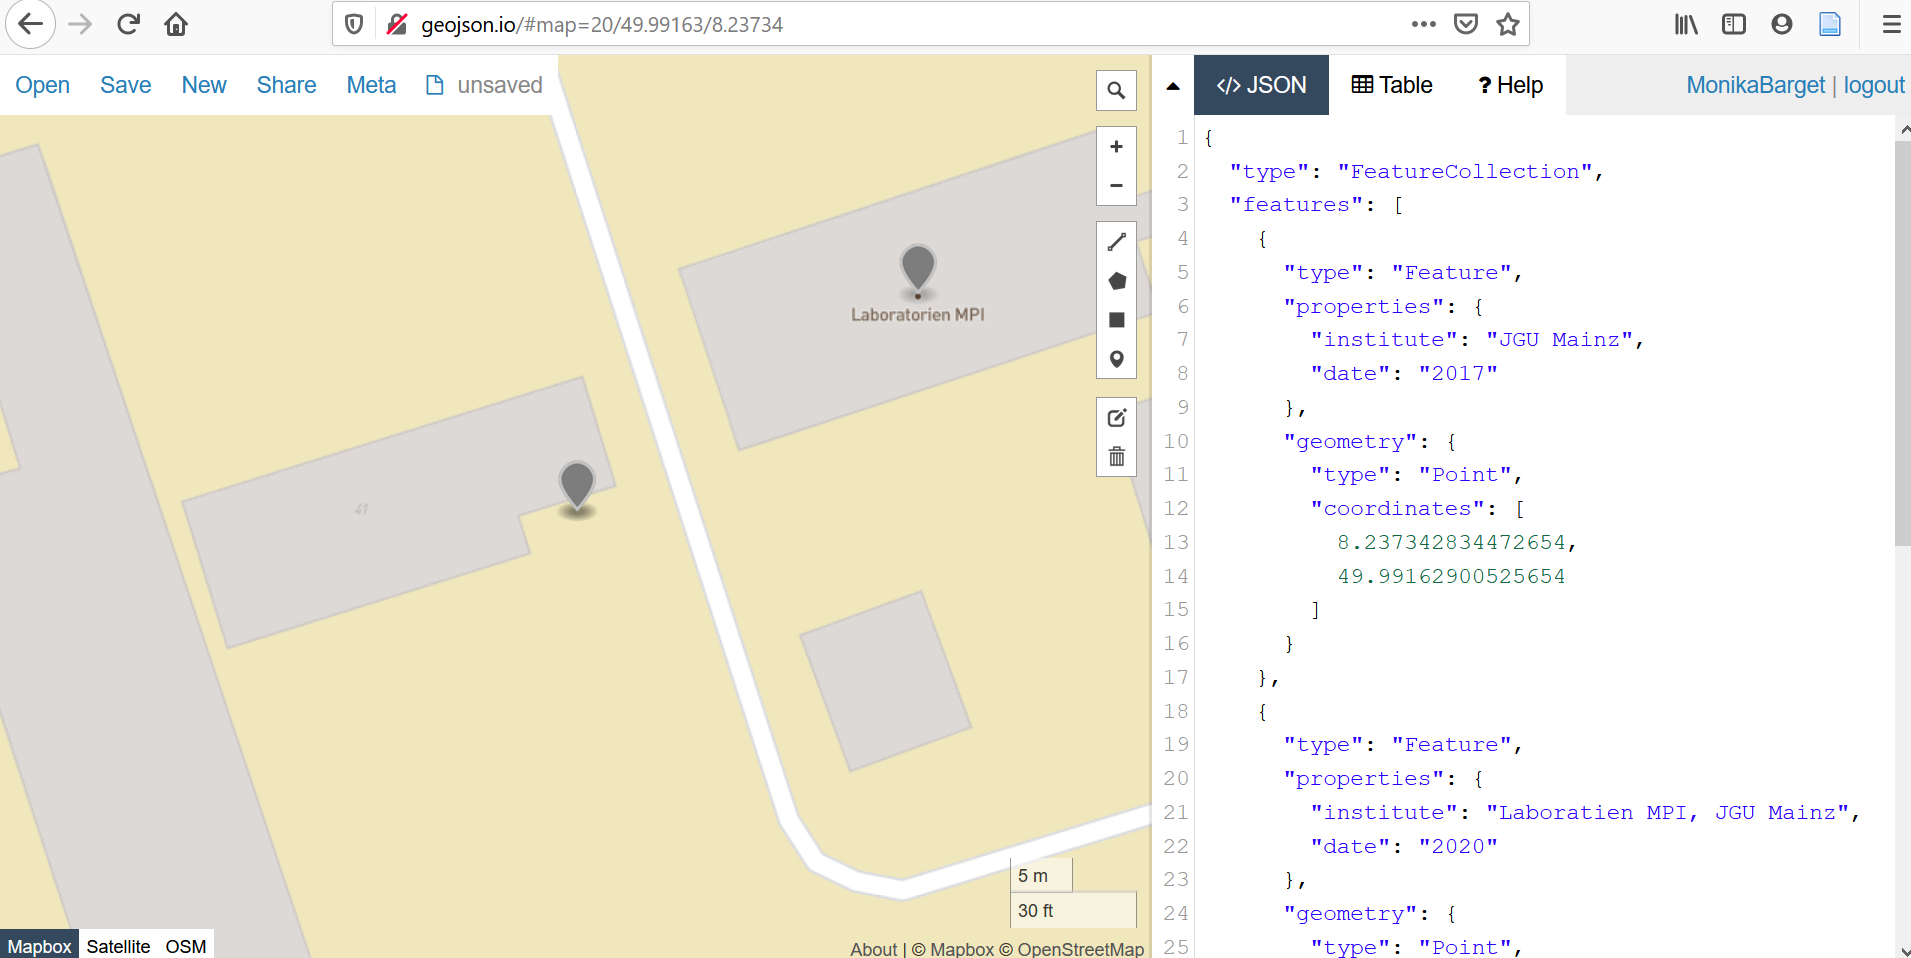 geojson.io/#map=20/49.99163/8.23734
Open Save New Share Meta unsaved
</> JSON Table ? Help MonikaBarget | logout
Laboratorien MPI
41
5 m
30 ft
Mapbox Satellite OSM
About | © Mapbox © OpenStreetMap
1 {
2 "type": "FeatureCollection",
3 "features": [
4 {
5 "type": "Feature",
6 "properties": {
7 "institute": "JGU Mainz",
8 "date": "2017"
9 },
10 "geometry": {
11 "type": "Point",
12 "coordinates": [
13 8.237342834472654,
14 49.99162900525654
15 ]
16 }
17 },
18 {
19 "type": "Feature",
20 "properties": {
21 "institute": "Laboratien MPI, JGU Mainz",
22 "date": "2020"
23 },
24 "geometry": {
25 "type": "Point",